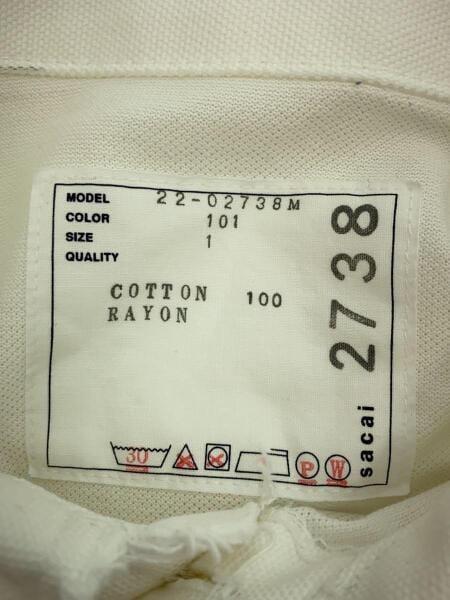 MODEL 22-02738M
COLOR 101
SIZE 1
QUALITY
COTTON 100
RAYON
30
P
W
sacai 2738